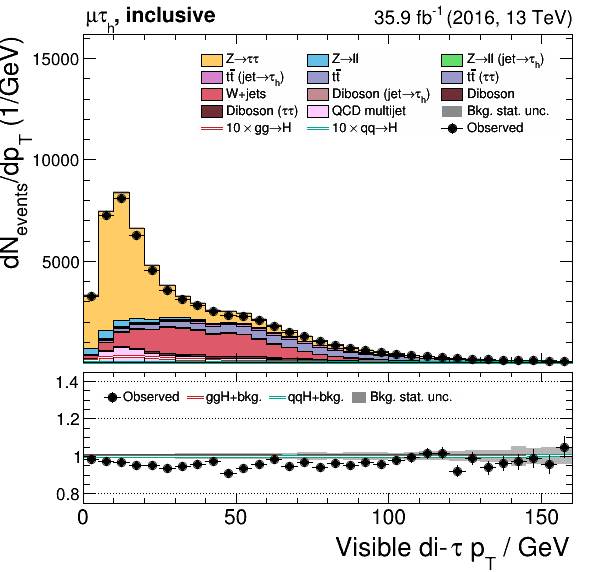 μτh, inclusive 35.9 fb⁻¹ (2016, 13 TeV)
dNevents/dpT (1/GeV)
15000
10000
5000
Z→ττ Z→ll Z→ll (jet→τh)
tt̄ (jet→τh) tt̄ tt̄ (ττ)
W+jets Diboson (jet→τh) Diboson
Diboson (ττ) QCD multijet Bkg. stat. unc.
10 × gg→H 10 × qq→H Observed
1.4
1.2
1
0.8
Observed ggH+bkg. qqH+bkg. Bkg. stat. unc.
0 50 100 150
Visible di-τ pT / GeV